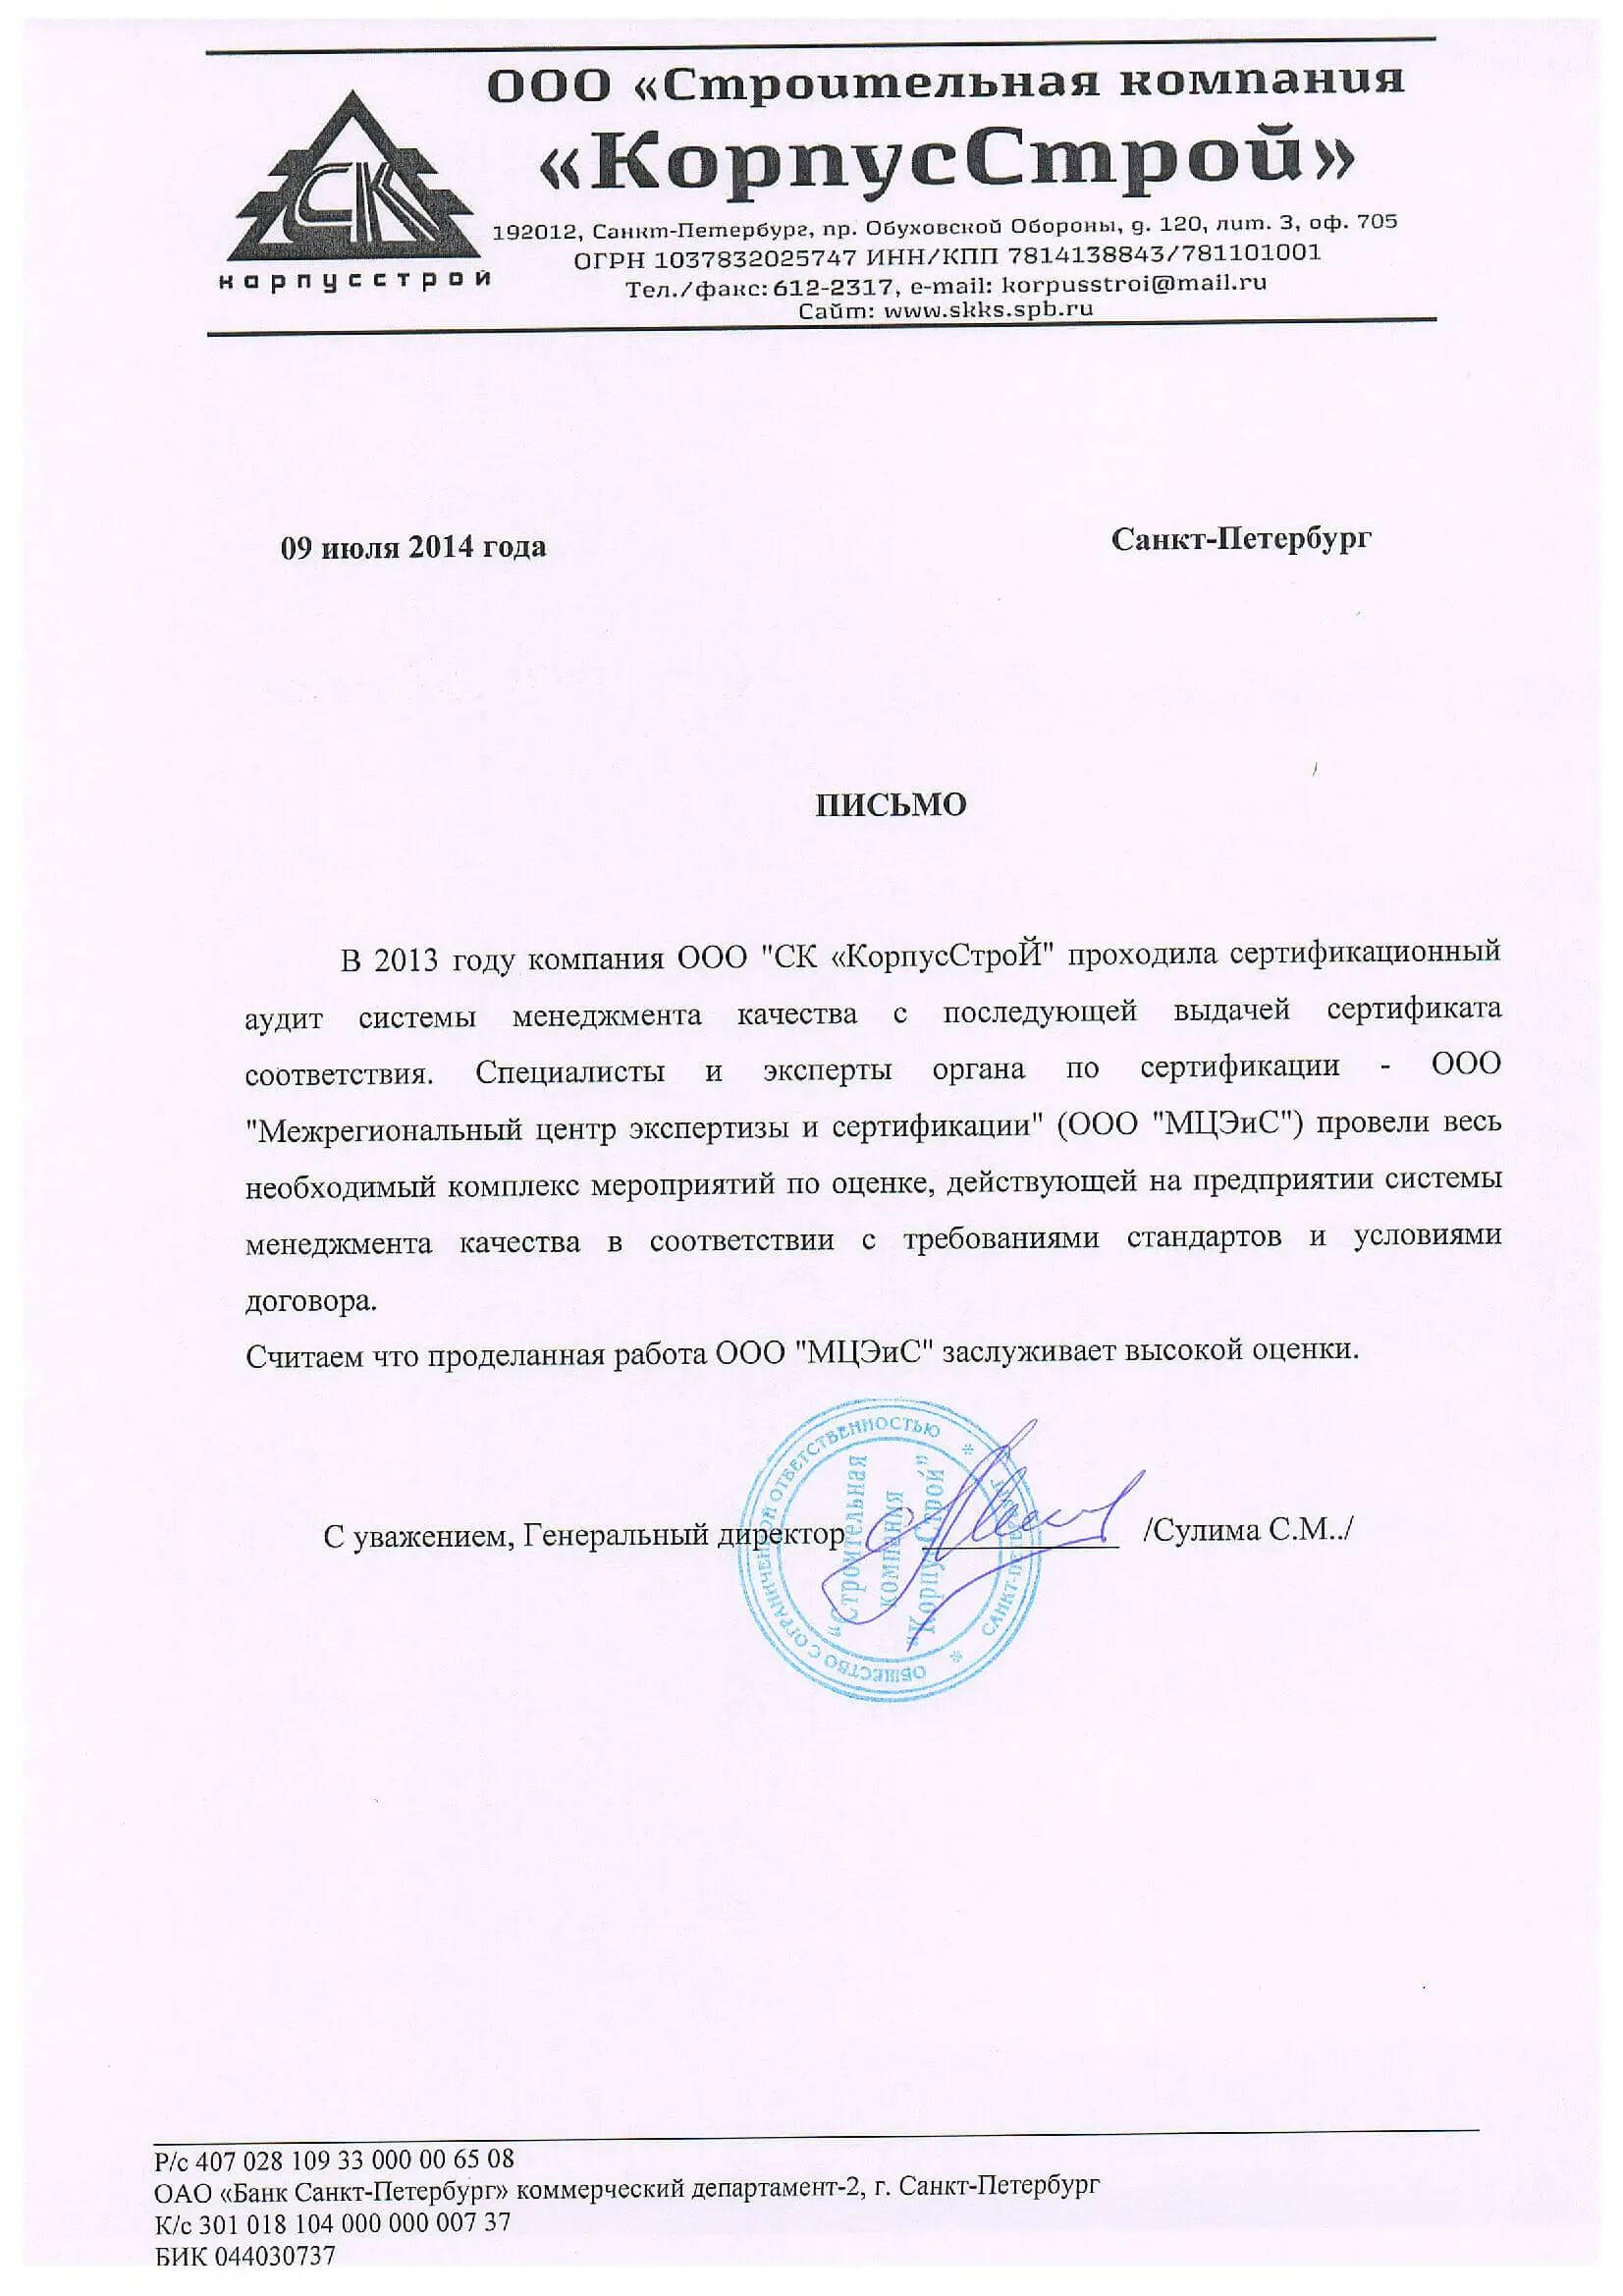 ООО «Строительная компания
«КорпусСтрой»
СК
корпусстрой
192012, Санкт-Петербург, пр. Обуховской Обороны, д. 120, лит. З, оф. 705
ОГРН 1037832025747 ИНН/КПП 7814138843/781101001
Тел./факс: 612-2317, e-mail: korpusstroi@mail.ru
Сайт: www.skks.spb.ru
09 июля 2014 года
Санкт-Петербург
ПИСЬМО
В 2013 году компания ООО "СК «КорпусСтроЙ" проходила сертификационный
аудит системы менеджмента качества с последующей выдачей сертификата
соответствия. Специалисты и эксперты органа по сертификации - ООО
"Межрегиональный центр экспертизы и сертификации" (ООО "МЦЭиС") провели весь
необходимый комплекс мероприятий по оценке, действующей на предприятии системы
менеджмента качества в соответствии с требованиями стандартов и условиями
договора.
Считаем что проделанная работа ООО "МЦЭиС" заслуживает высокой оценки.
С уважением, Генеральный директор /Сулима С.М../
ОБЩЕСТВО С ОГРАНИЧЕННОЙ ОТВЕТСТВЕННОСТЬЮ * САНКТ-ПЕТЕРБУРГ *
“Строительная
компания
“КорпусСтрой”
Р/с 407 028 109 33 000 00 65 08
ОАО «Банк Санкт-Петербург» коммерческий департамент-2, г. Санкт-Петербург
К/с 301 018 104 000 000 007 37
БИК 044030737